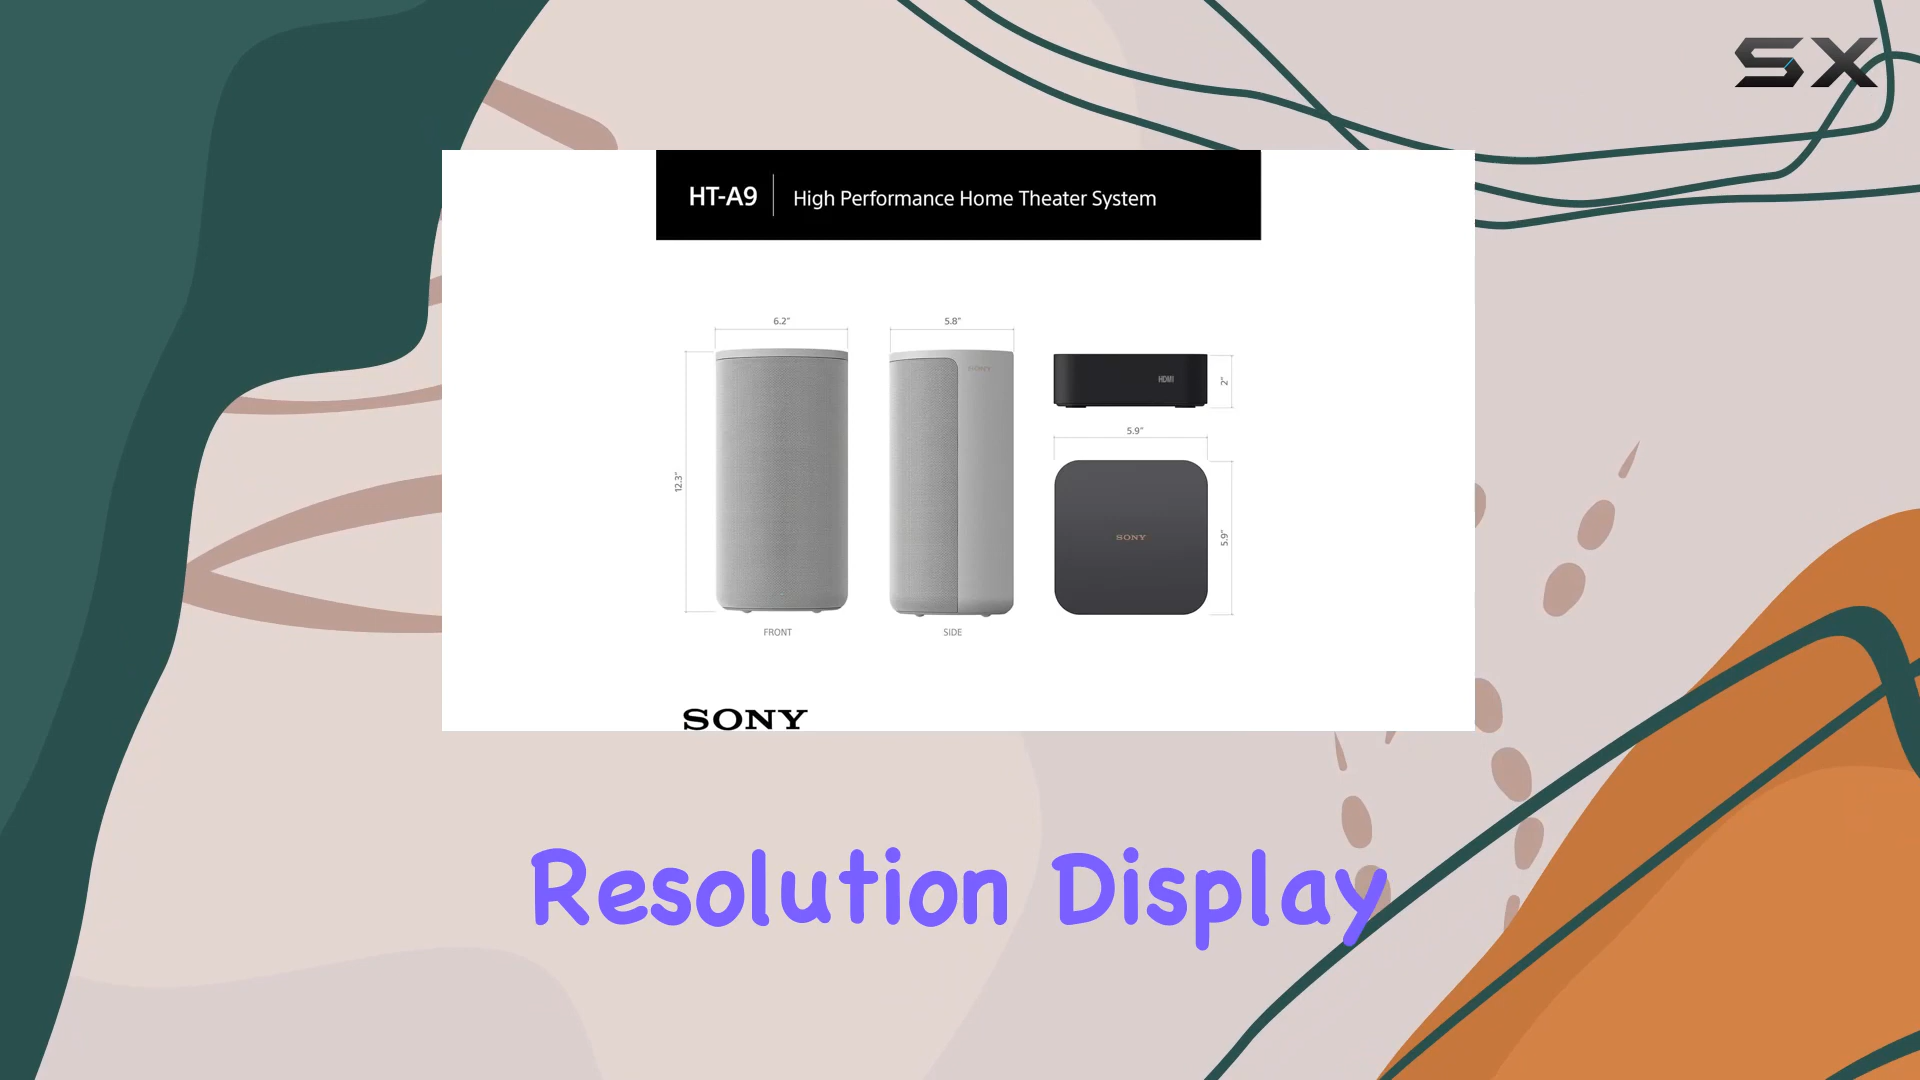 SX
HT-A9 High Performance Home Theater System
6.2"
5.8"
12.3"
SONY
HDMI
2"
5.9"
SONY
5.9"
FRONT
SIDE
SONY
Resolution Display